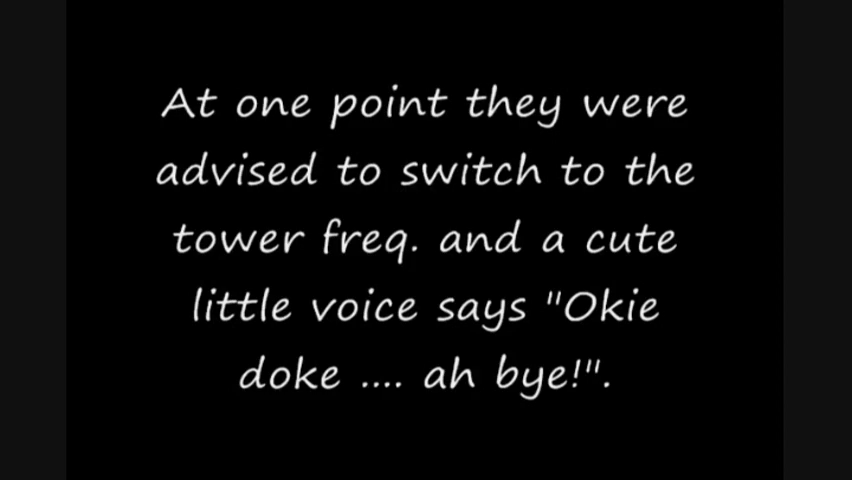 At one point they were
advised to switch to the
tower freq. and a cute
little voice says "Okie
doke .... ah bye!".